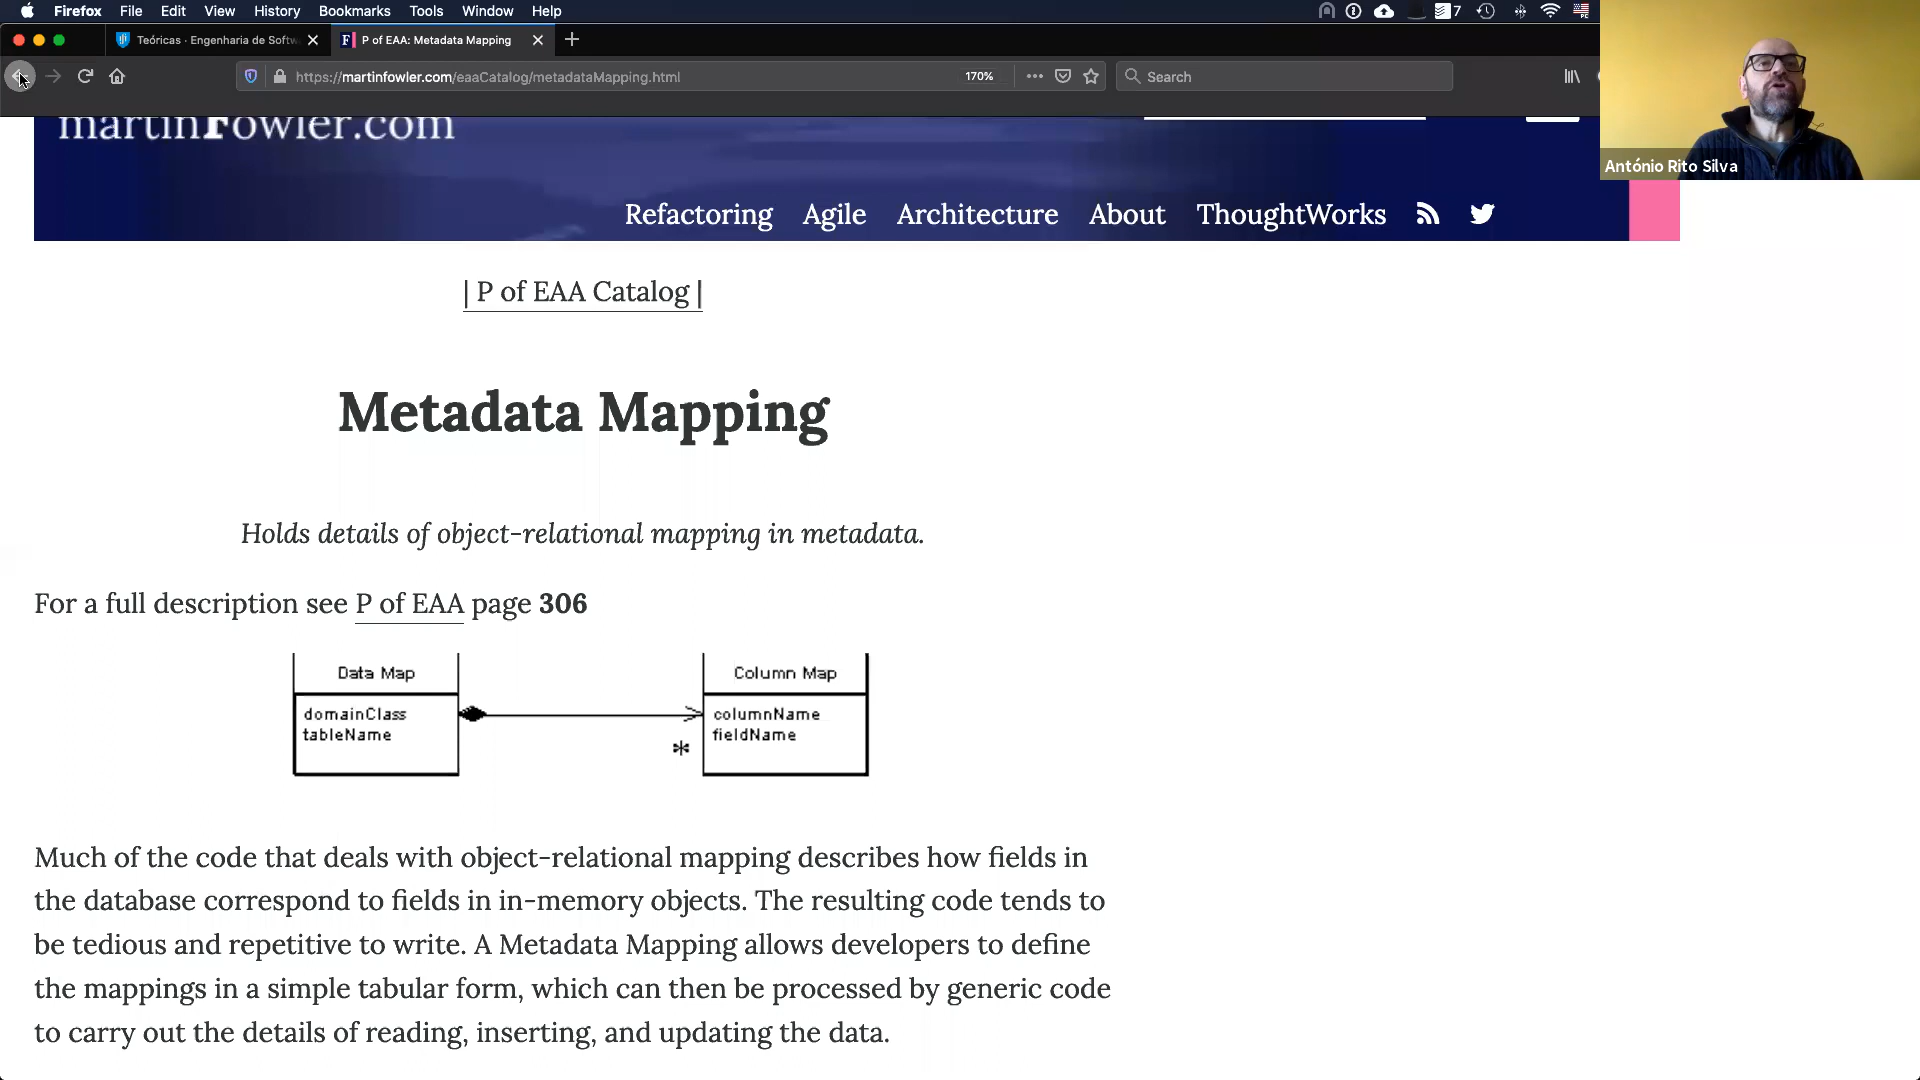 Firefox File Edit View History Bookmarks Tools Window Help 7
Teóricas · Engenharia de Softw
P of EAA: Metadata Mapping
https://martinfowler.com/eaaCatalog/metadataMapping.html 170% Search
martinFowler.com
Refactoring Agile Architecture About ThoughtWorks
António Rito Silva
| P of EAA Catalog |
Metadata Mapping
Holds details of object-relational mapping in metadata.
For a full description see P of EAA page 306
Data Map
domainClass
tableName
*
Column Map
columnName
fieldName
Much of the code that deals with object-relational mapping describes how fields in
the database correspond to fields in in-memory objects. The resulting code tends to
be tedious and repetitive to write. A Metadata Mapping allows developers to define
the mappings in a simple tabular form, which can then be processed by generic code
to carry out the details of reading, inserting, and updating the data.